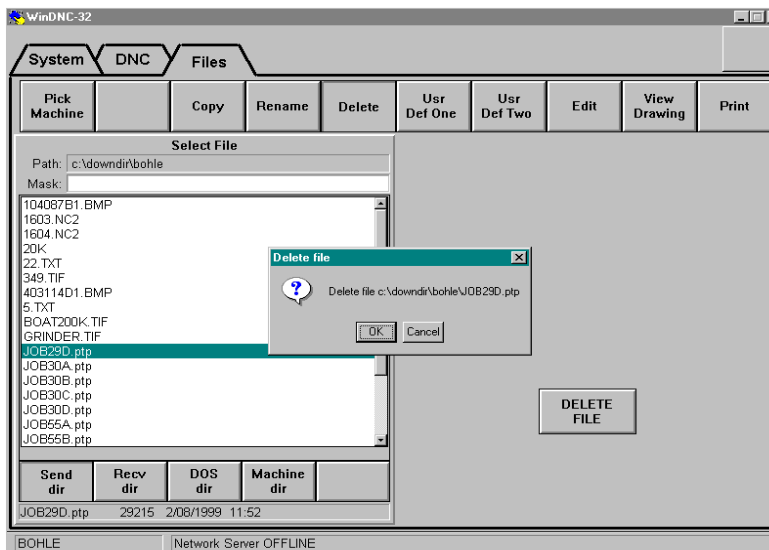 WinDNC-32
System DNC Files
Pick Machine Copy Rename Delete Usr Def One Usr Def Two Edit View Drawing Print
Select File
Path: c:\downdir\bohle
Mask:
104087B1.BMP
1603.NC2
1604.NC2
20K
22.TXT
349.TIF
403114D1.BMP
5.TXT
BOAT200K.TIF
GRINDER.TIF
JOB29D.ptp
JOB30A.ptp
JOB30B.ptp
JOB30C.ptp
JOB30D.ptp
JOB55A.ptp
JOB55B.ptp
Delete file
Delete file c:\downdir\bohle\JOB29D.ptp
OK Cancel
DELETE
FILE
Send dir Recv dir DOS dir Machine dir
JOB29D.ptp 29215 2/08/1999 11:52
BOHLE Network Server OFFLINE